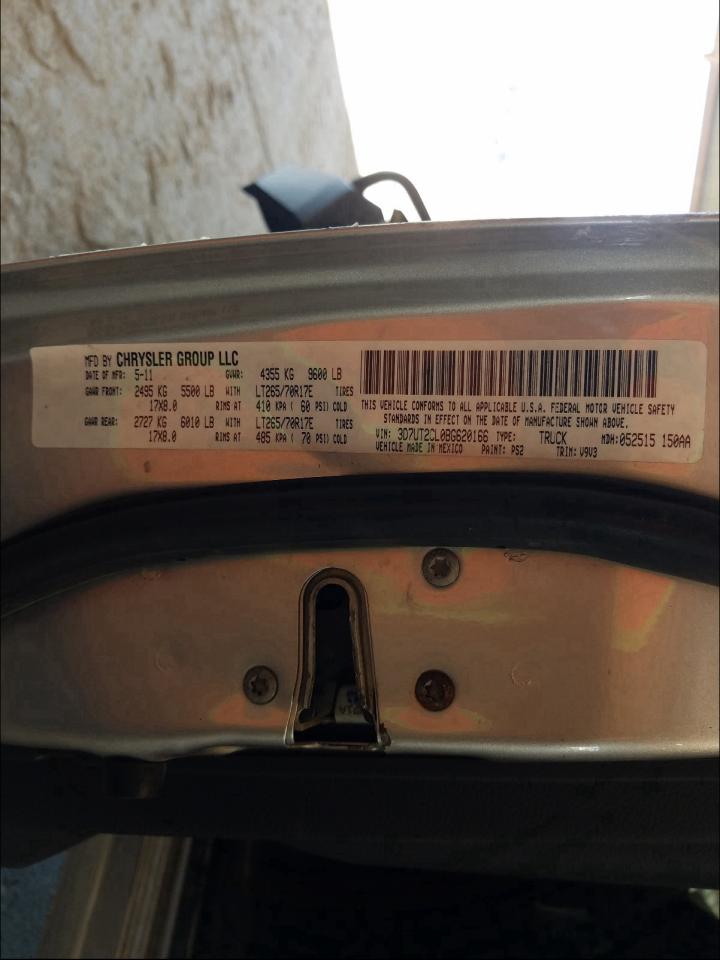 MFD BY CHRYSLER GROUP LLC
DATE OF MFR: 5-11 GVWR: 4355 KG 9600 LB
GAWR FRONT: 2495 KG 5500 LB WITH LT265/70R17E TIRES
17X8.0 RIMS AT 410 KPA ( 60 PSI) COLD
GAWR REAR: 2727 KG 6010 LB WITH LT265/70R17E TIRES
17X8.0 RIMS AT 485 KPA ( 70 PSI) COLD
THIS VEHICLE CONFORMS TO ALL APPLICABLE U.S.A. FEDERAL MOTOR VEHICLE SAFETY
STANDARDS IN EFFECT ON THE DATE OF MANUFACTURE SHOWN ABOVE.
VIN: 3D7UT2CL0BG620166 TYPE: TRUCK MDH: 052515 150AA
VEHICLE MADE IN MEXICO PAINT: PS2 TRIM: V9V3